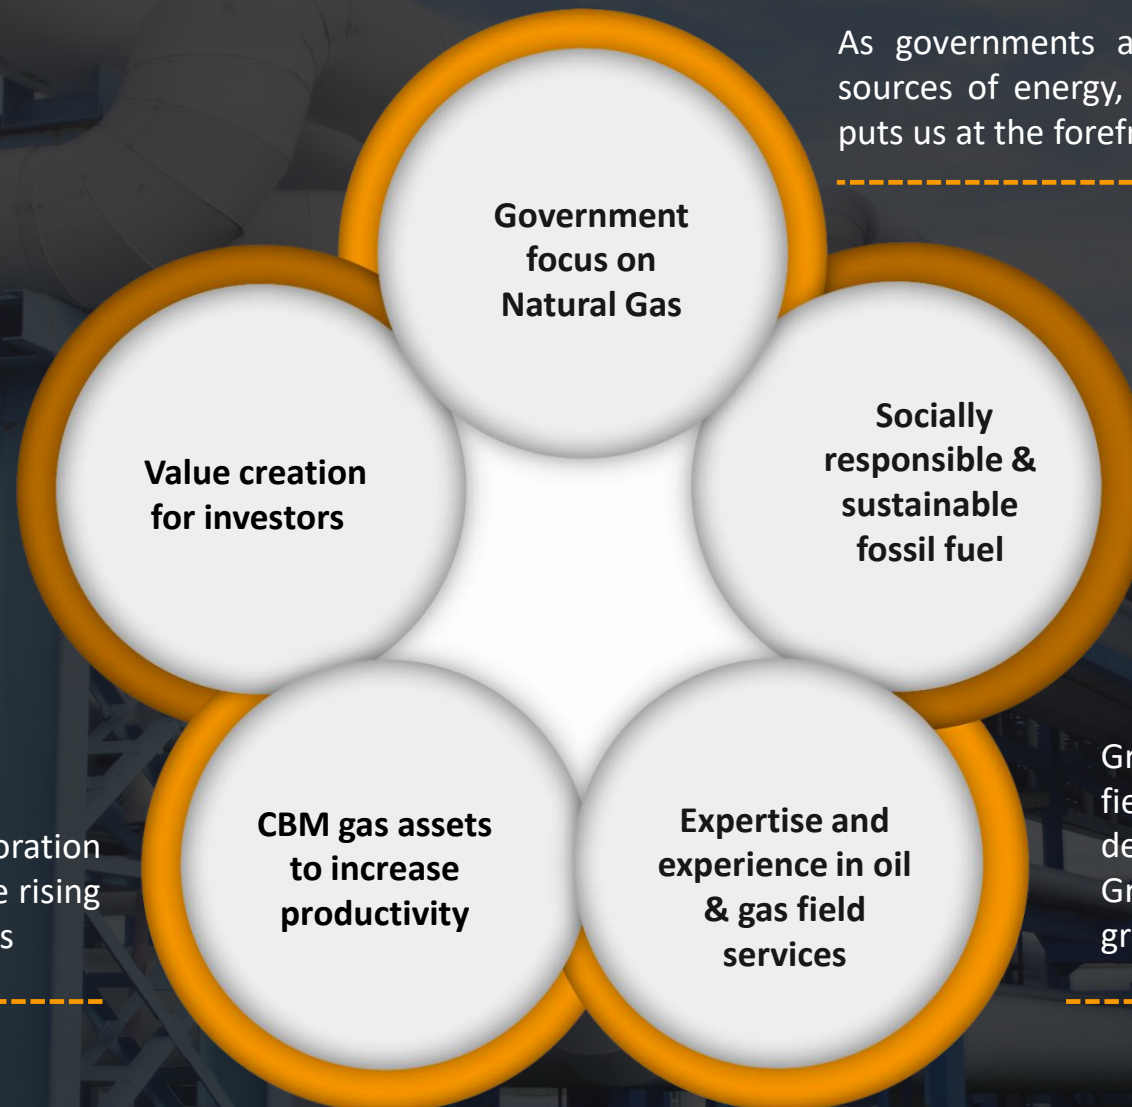 As governments a
sources of energy,
puts us at the forefr
Government
focus on
Natural Gas
Socially
responsible &
sustainable
fossil fuel
Value creation
for investors
CBM gas assets
to increase
productivity
Expertise and
experience in oil
& gas field
services
oration
e rising
s
Gr
fie
de
Gr
gr